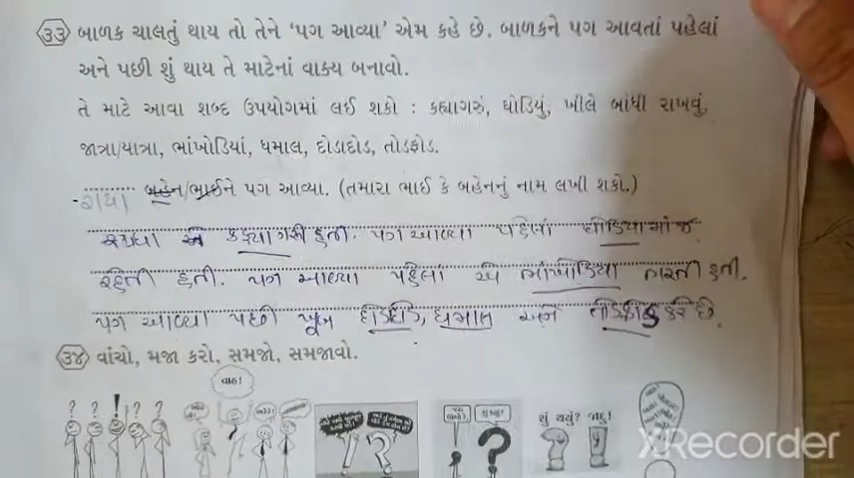 ૩૩ બાળક ચાલતું થાય તો તેને ‘પગ આવ્યા’ એમ કહે છે. બાળકને પગ આવતાં પહેલાં
અને પછી શું થાય તે માટેનાં વાક્ય બનાવો.
તે માટે આવા શબ્દ ઉપયોગમાં લઈ શકો : કહ્યાગરું, ઘોડિયું, ખીલે બાંધી રાખવું,
જાત્રા/યાત્રા, ભાંખોડિયાં, ધમાલ, દોડાદોડ, તોડફોડ.
રાધા બહેન/ભાઈને પગ આવ્યા. (તમારા ભાઈ કે બહેનનું નામ લખી શકો.)
રાધા કહ્યાગરી હતી. પગ આવ્યા પહેલાં ઘોડિયામાં જ
રહેતી હતી. પગ આવ્યા પહેલાં એ ભાંખોડિયા ભરતી હતી.
પગ આવ્યા પછી ખૂબ દોડાદોડ, ધમાલ અને તોડફોડ કરે છે.
૩૪ વાંચો, મજા કરો, સમજો, સમજાવો.
? ? ! ? ?
વાહ!
શું થયું? જાદુ!
XRecorder